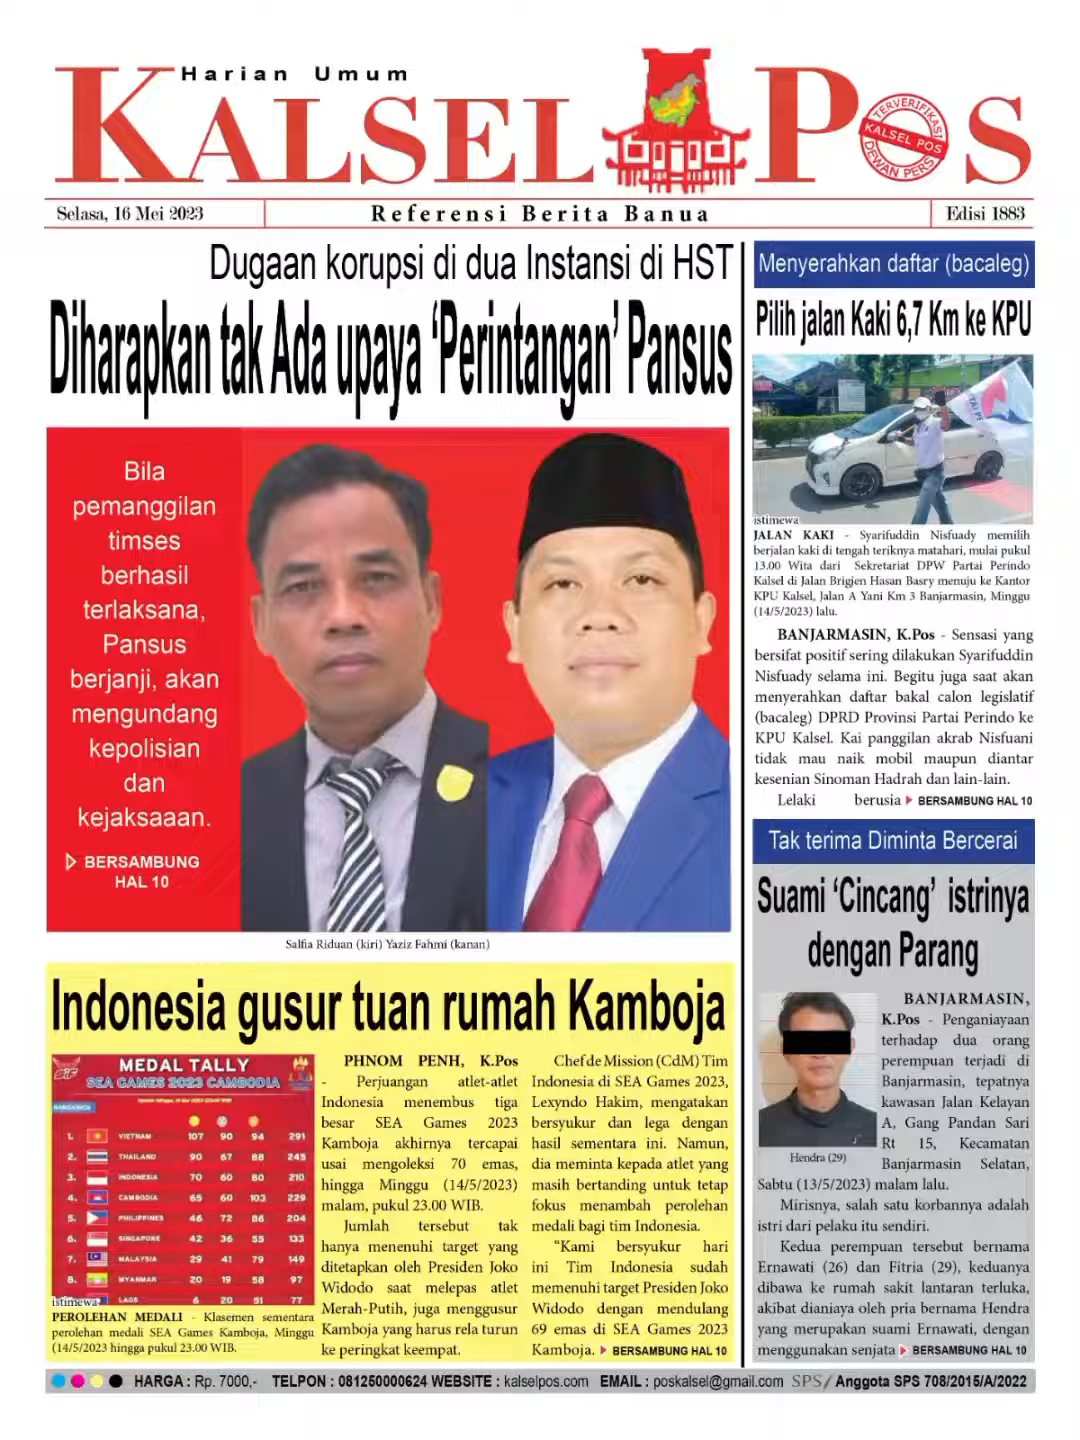 Harian Umum
KALSEL POS
TERVERIFIKASI
KALSEL POS
DEWAN PERS
Selasa, 16 Mei 2023
Referensi Berita Banua
Edisi 1883
Dugaan korupsi di dua Instansi di HST
Diharapkan tak Ada upaya ‘Perintangan’ Pansus
Bila
pemanggilan
timses
berhasil
terlaksana,
Pansus
berjanji, akan
mengundang
kepolisian
dan
kejaksaaan.
BERSAMBUNG
HAL 10
Salfia Riduan (kiri) Yaziz Fahmi (kanan)
Menyerahkan daftar (bacaleg)
Pilih jalan Kaki 6,7 Km ke KPU
istimewa
JALAN KAKI - Syarifuddin Nisfuady memilih
berjalan kaki di tengah teriknya matahari, mulai pukul
13.00 Wita dari Sekretariat DPW Partai Perindo
Kalsel di Jalan Brigjen Hasan Basry menuju ke Kantor
KPU Kalsel, Jalan A Yani Km 3 Banjarmasin, Minggu
(14/5/2023) lalu.
BANJARMASIN, K.Pos - Sensasi yang
bersifat positif sering dilakukan Syarifuddin
Nisfuady selama ini. Begitu juga saat akan
menyerahkan daftar bakal calon legislatif
(bacaleg) DPRD Provinsi Partai Perindo ke
KPU Kalsel. Kai panggilan akrab Nisfuani
tidak mau naik mobil maupun diantar
kesenian Sinoman Hadrah dan lain-lain.
Lelaki berusia BERSAMBUNG HAL 10
Tak terima Diminta Bercerai
Suami ‘Cincang’ istrinya
dengan Parang
Hendra (29)
BANJARMASIN,
K.Pos - Penganiayaan
terhadap dua orang
perempuan terjadi di
Banjarmasin, tepatnya
kawasan Jalan Kelayan
A, Gang Pandan Sari
Rt 15, Kecamatan
Banjarmasin Selatan,
Sabtu (13/5/2023) malam lalu.
Mirisnya, salah satu korbannya adalah
istri dari pelaku itu sendiri.
Kedua perempuan tersebut bernama
Ernawati (26) dan Fitria (29), keduanya
dibawa ke rumah sakit lantaran terluka,
akibat dianiaya oleh pria bernama Hendra
yang merupakan suami Ernawati, dengan
menggunakan senjata BERSAMBUNG HAL 10
Indonesia gusur tuan rumah Kamboja
MEDAL TALLY
SEA GAMES 2023 CAMBODIA
1. VIETNAM 107 90 94 291
2. THAILAND 90 67 88 245
3. INDONESIA 70 60 80 210
4. CAMBODIA 65 60 103 229
5. PHILIPPINES 46 72 86 204
6. SINGAPORE 42 36 55 133
7. MALAYSIA 29 41 79 149
8. MYANMAR 20 19 58 97
LAOS 6 20 51 77
istimewa
PEROLEHAN MEDALI - Klasemen sementara
perolehan medali SEA Games Kamboja, Minggu
(14/5/2023 hingga pukul 23.00 WIB.
PHNOM PENH, K.Pos
- Perjuangan atlet-atlet
Indonesia menembus tiga
besar SEA Games 2023
Kamboja akhirnya tercapai
usai mengoleksi 70 emas,
hingga Minggu (14/5/2023)
malam, pukul 23.00 WIB.
Jumlah tersebut tak
hanya menenuhi target yang
ditetapkan oleh Presiden Joko
Widodo saat melepas atlet
Merah-Putih, juga menggusur
Kamboja yang harus rela turun
ke peringkat keempat.
Chef de Mission (CdM) Tim
Indonesia di SEA Games 2023,
Lexyndo Hakim, mengatakan
bersyukur dan lega dengan
hasil sementara ini. Namun,
dia meminta kepada atlet yang
masih bertanding untuk tetap
fokus menambah perolehan
medali bagi tim Indonesia.
“Kami bersyukur hari
ini Tim Indonesia sudah
memenuhi target Presiden Joko
Widodo dengan mendulang
69 emas di SEA Games 2023
Kamboja. BERSAMBUNG HAL 10
HARGA : Rp. 7000,- TELPON : 081250000624 WEBSITE : kalselpos.com EMAIL : poskalsel@gmail.com SPS/ Anggota SPS 708/2015/A/2022